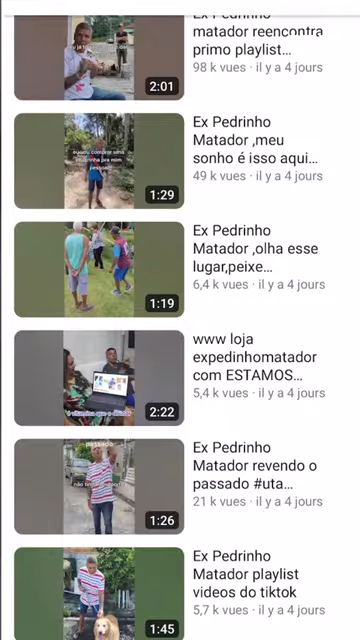 Ex Pedrinho
matador reencontra
primo playlist…
98 k vues · il y a 4 jours
2:01
Ex Pedrinho
Matador ,meu
sonho é isso aqui…
49 k vues · il y a 4 jours
1:29
Ex Pedrinho
Matador ,olha esse
lugar,peixe…
6,4 k vues · il y a 4 jours
1:19
www loja
expedinhomatador
com ESTAMOS…
5,4 k vues · il y a 4 jours
é vitamina que o doutor
2:22
Ex Pedrinho
Matador revendo o
passado #uta…
21 k vues · il y a 4 jours
passado
1:26
Ex Pedrinho
Matador playlist
videos do tiktok
5,7 k vues · il y a 4 jours
1:45